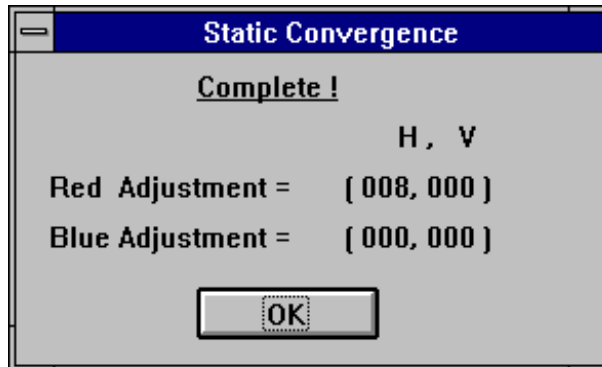 Static Convergence
Complete !
H , V
Red Adjustment = ( 008, 000 )
Blue Adjustment = ( 000, 000 )
OK